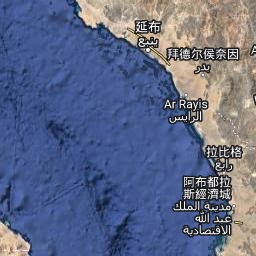 延布
ينبع
拜德尔侯奈因
بدر
Ar Rayis
الرايس
拉比格
رابغ
阿布都拉
斯經濟城
مدينة الملك
عبد الله
الاقتصادية